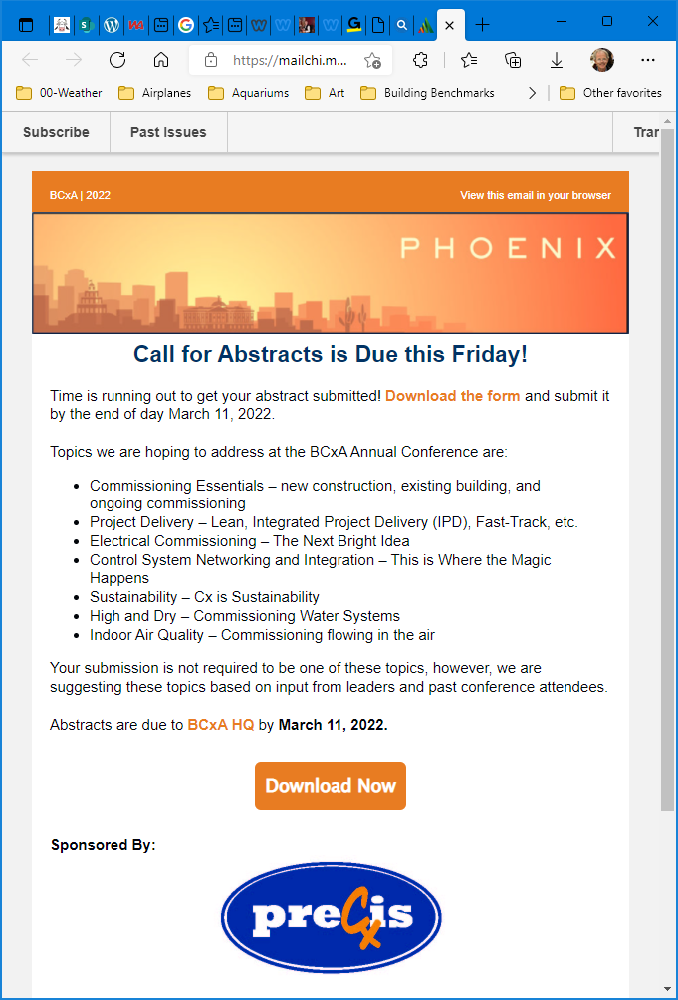 https://mailchi.m...
00-Weather
Airplanes
Aquariums
Art
Building Benchmarks
Other favorites
Subscribe
Past Issues
Tran
BCxA | 2022
View this email in your browser
PHOENIX
Call for Abstracts is Due this Friday!
Time is running out to get your abstract submitted! Download the form and submit it
by the end of day March 11, 2022.
Topics we are hoping to address at the BCxA Annual Conference are:
• Commissioning Essentials – new construction, existing building, and
ongoing commissioning
• Project Delivery – Lean, Integrated Project Delivery (IPD), Fast-Track, etc.
• Electrical Commissioning – The Next Bright Idea
• Control System Networking and Integration – This is Where the Magic
Happens
• Sustainability – Cx is Sustainability
• High and Dry – Commissioning Water Systems
• Indoor Air Quality – Commissioning flowing in the air
Your submission is not required to be one of these topics, however, we are
suggesting these topics based on input from leaders and past conference attendees.
Abstracts are due to BCxA HQ by March 11, 2022.
Download Now
Sponsored By:
preCxis